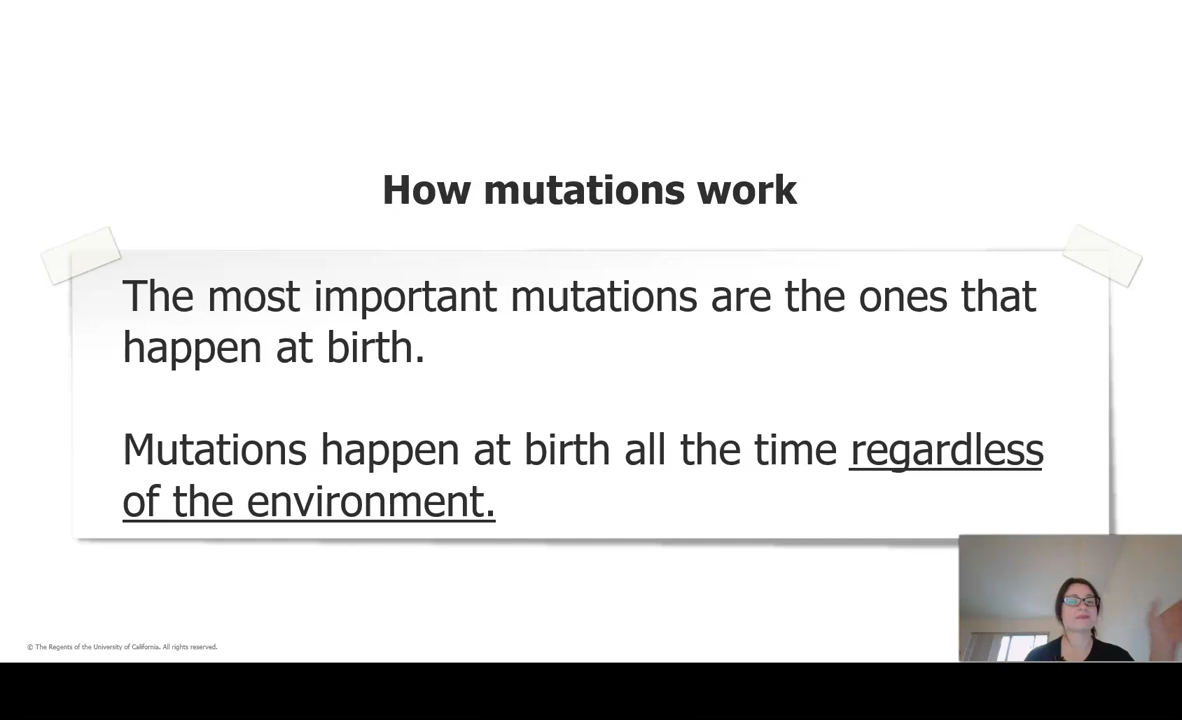 How mutations work
The most important mutations are the ones that
happen at birth.
Mutations happen at birth all the time regardless
of the environment.
© The Regents of the University of California. All rights reserved.